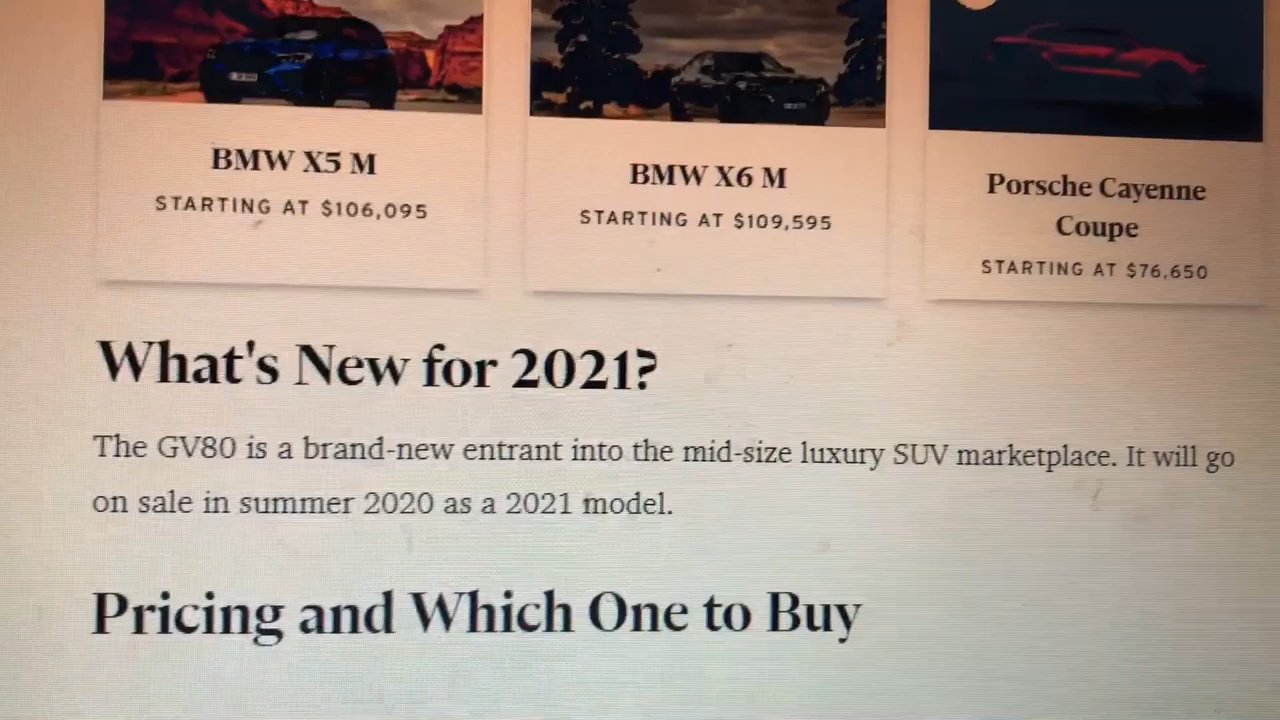 BMW X5 M
STARTING AT $106,095
BMW X6 M
STARTING AT $109,595
Porsche Cayenne
Coupe
STARTING AT $76,650
What's New for 2021?
The GV80 is a brand-new entrant into the mid-size luxury SUV marketplace. It will go
on sale in summer 2020 as a 2021 model.
Pricing and Which One to Buy